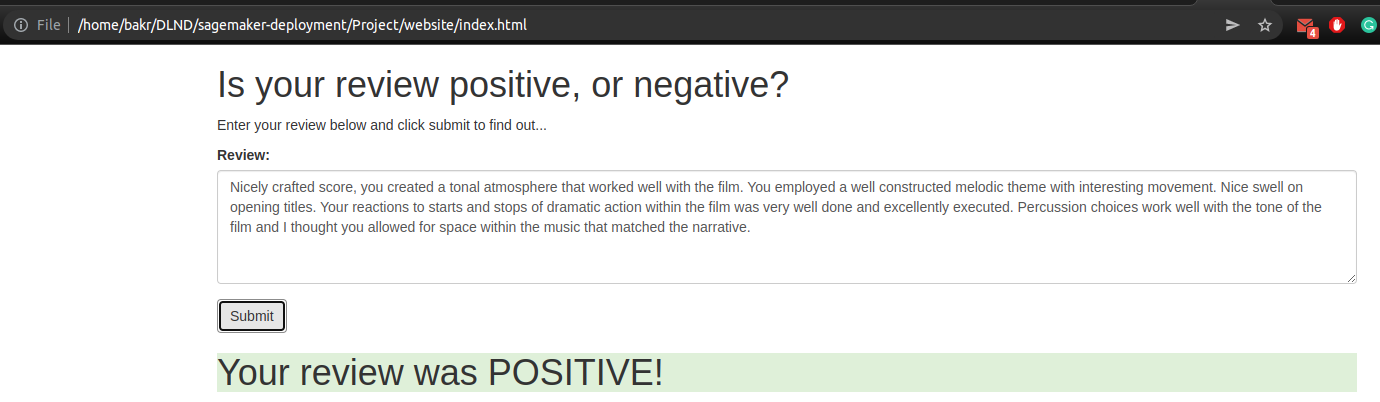 File | /home/bakr/DLND/sagemaker-deployment/Project/website/index.html
4
Is your review positive, or negative?
Enter your review below and click submit to find out...
Review:
Nicely crafted score, you created a tonal atmosphere that worked well with the film. You employed a well constructed melodic theme with interesting movement. Nice swell on
opening titles. Your reactions to starts and stops of dramatic action within the film was very well done and excellently executed. Percussion choices work well with the tone of the
film and I thought you allowed for space within the music that matched the narrative.
Submit
Your review was POSITIVE!